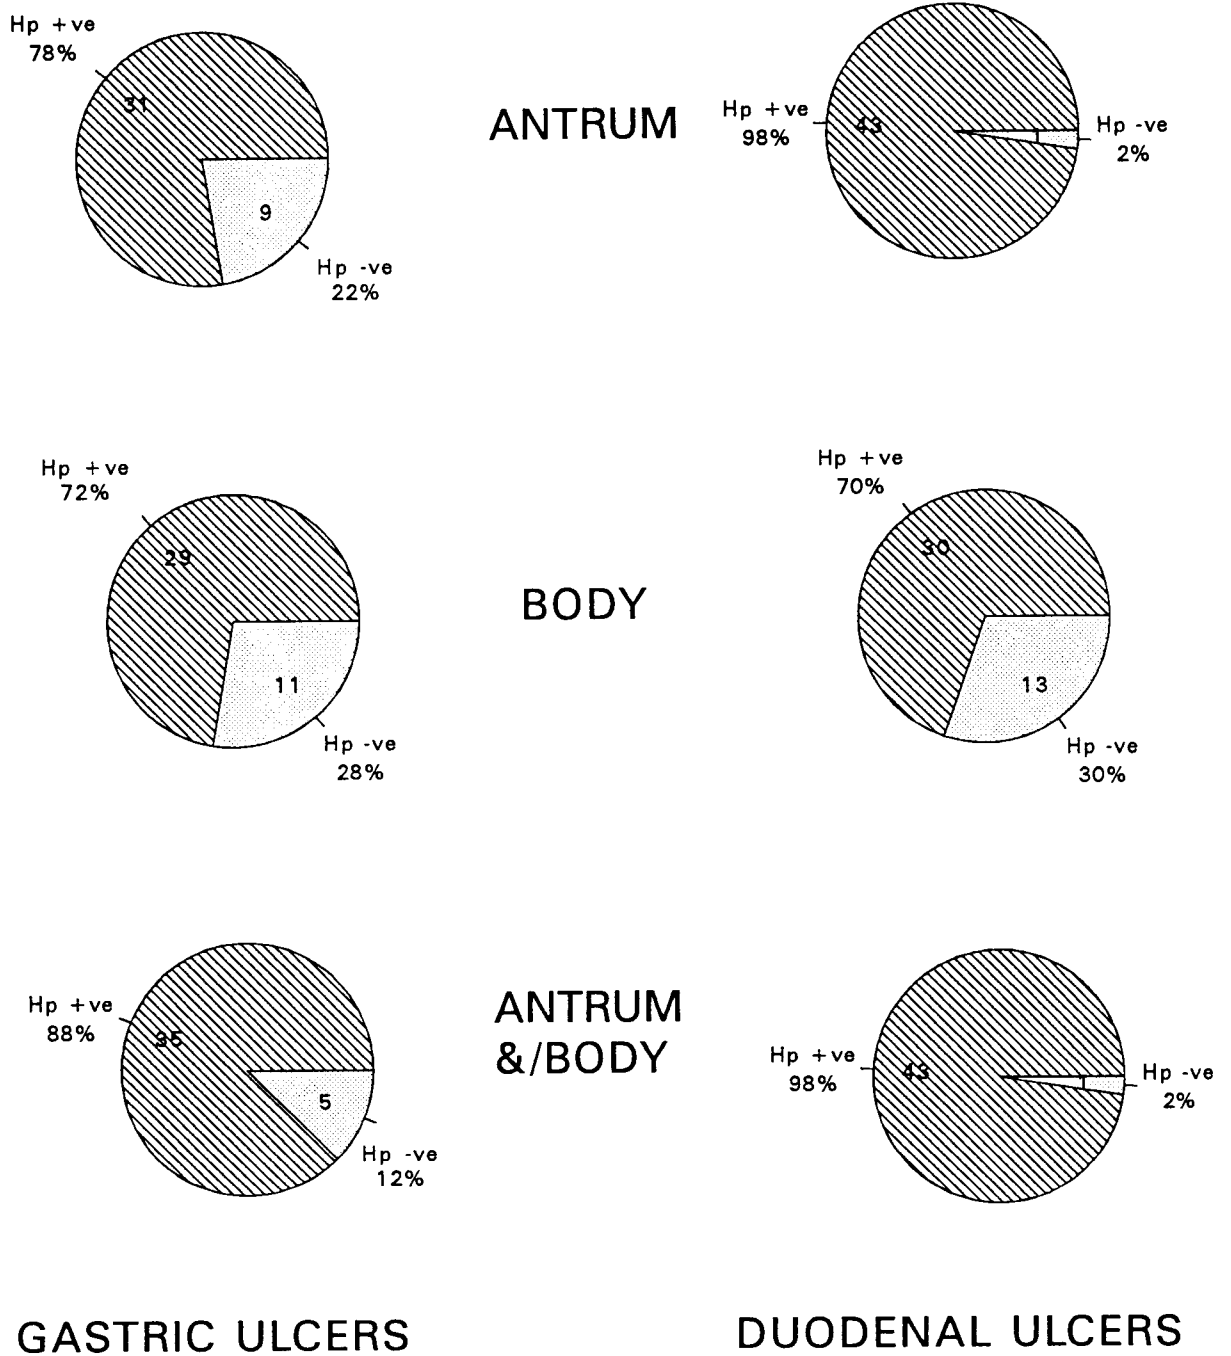 Hp +ve
78%
31
9
Hp -ve
22%
ANTRUM
Hp +ve
98%
43
Hp -ve
2%
Hp +ve
72%
29
11
Hp -ve
28%
BODY
Hp +ve
70%
30
13
Hp -ve
30%
Hp +ve
88%
35
5
Hp -ve
12%
ANTRUM
&/BODY
Hp +ve
98%
43
Hp -ve
2%
GASTRIC ULCERS
DUODENAL ULCERS